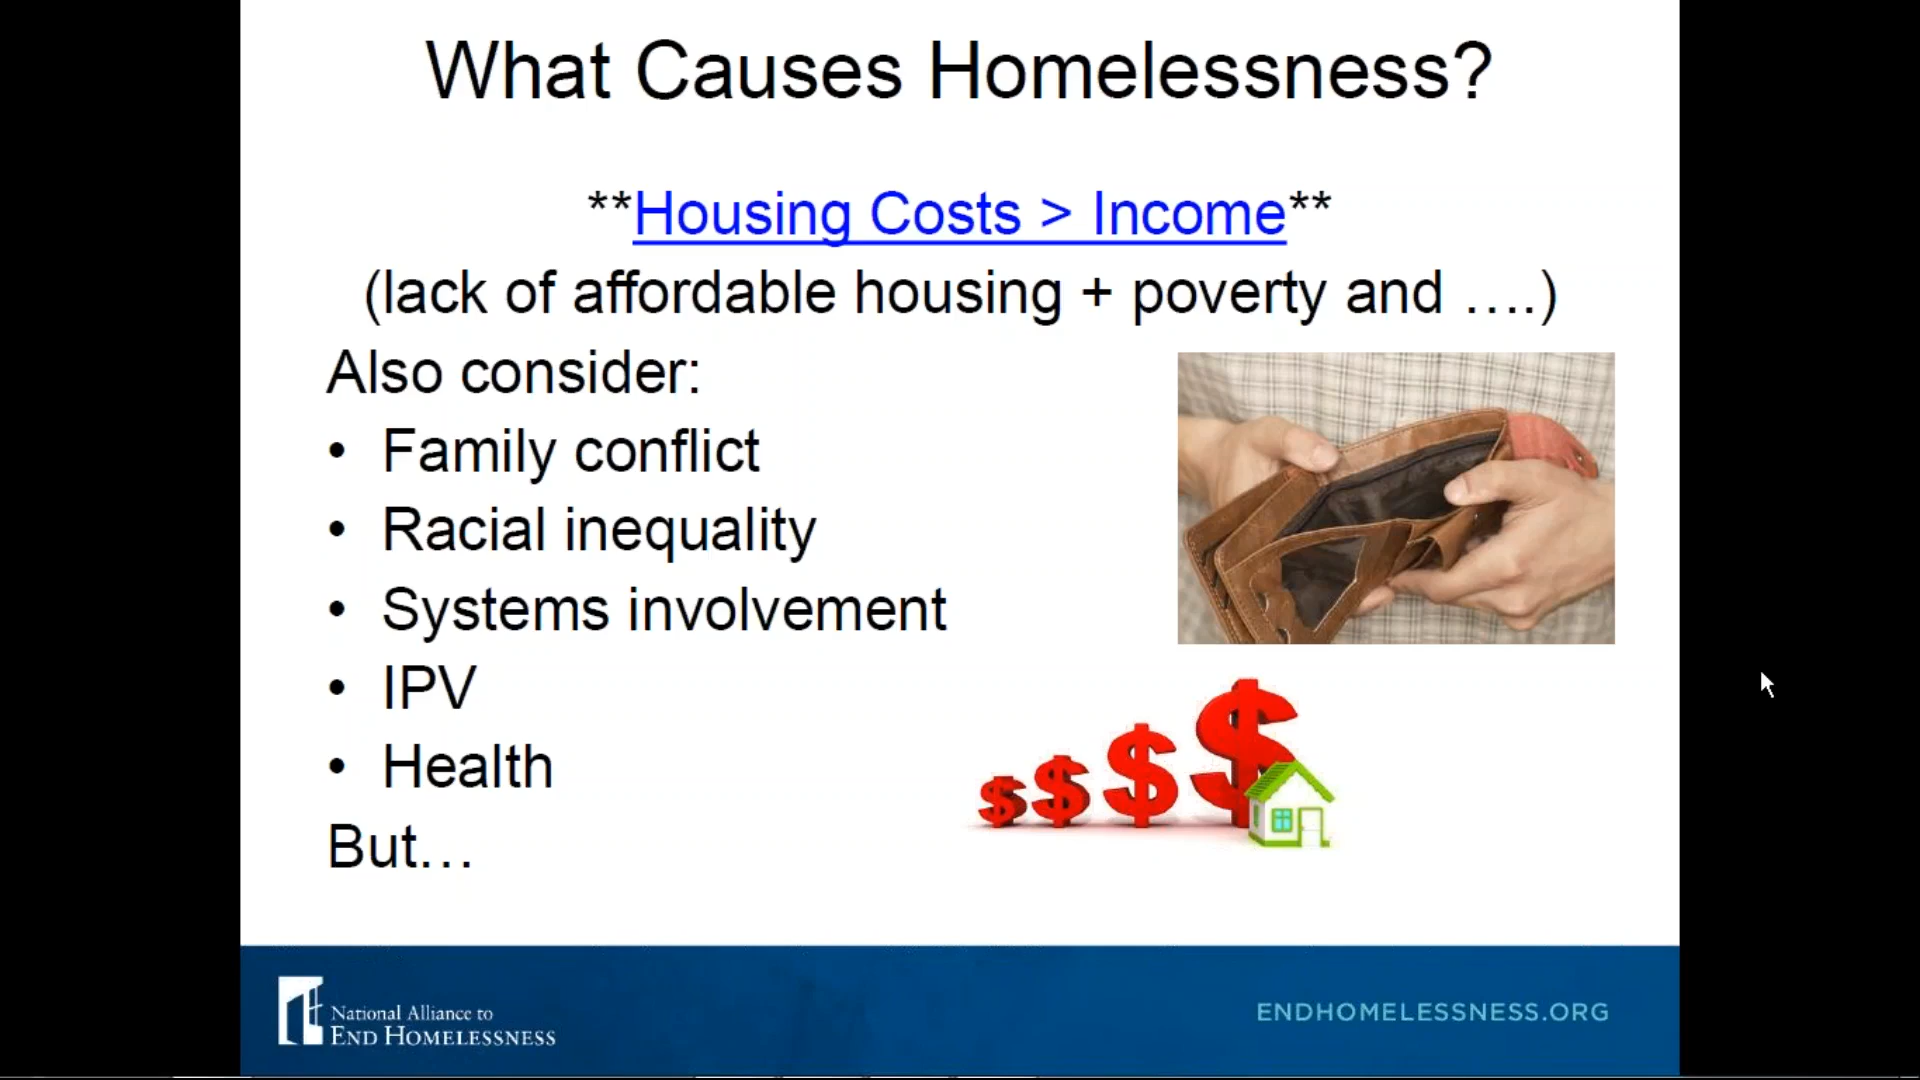 What Causes Homelessness?
**Housing Costs > Income**
(lack of affordable housing + poverty and ….)
Also consider:
• Family conflict
• Racial inequality
• Systems involvement
• IPV
• Health
But…
National Alliance to
END HOMELESSNESS
ENDHOMELESSNESS.ORG